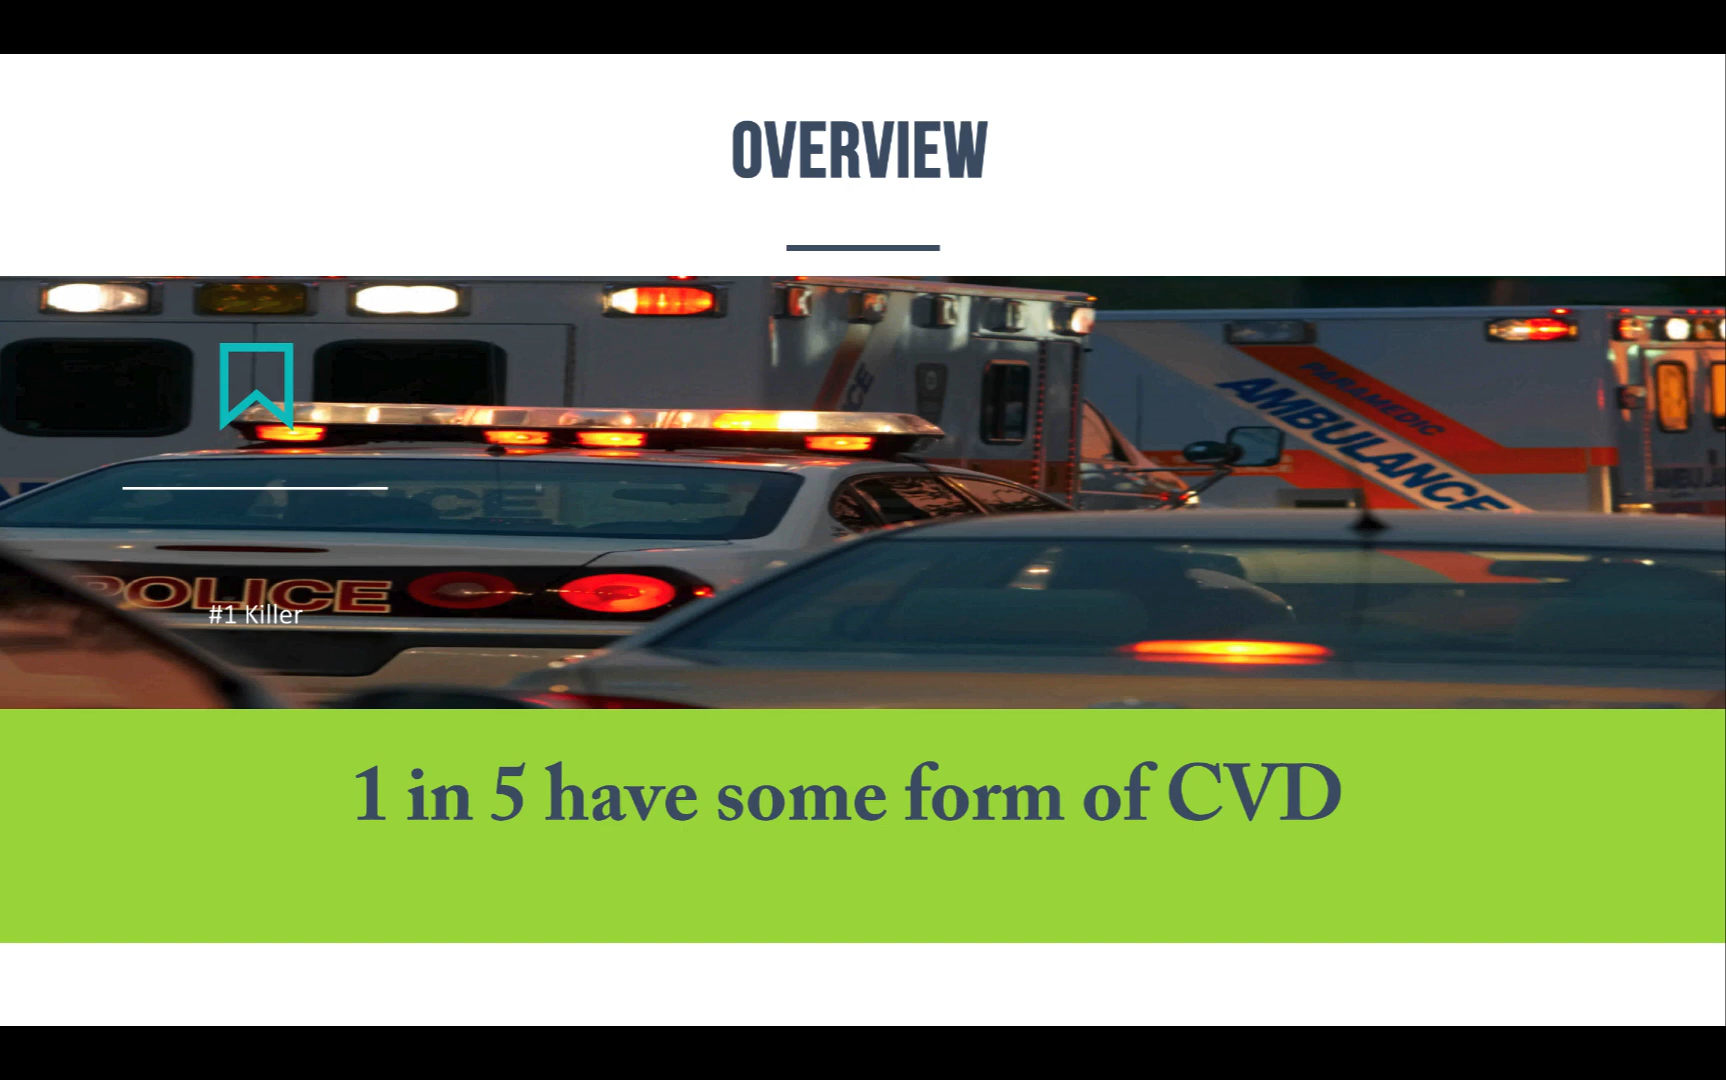 OVERVIEW
PARAMEDIC
AMBULANCE
POLICE
#1 Killer
1 in 5 have some form of CVD